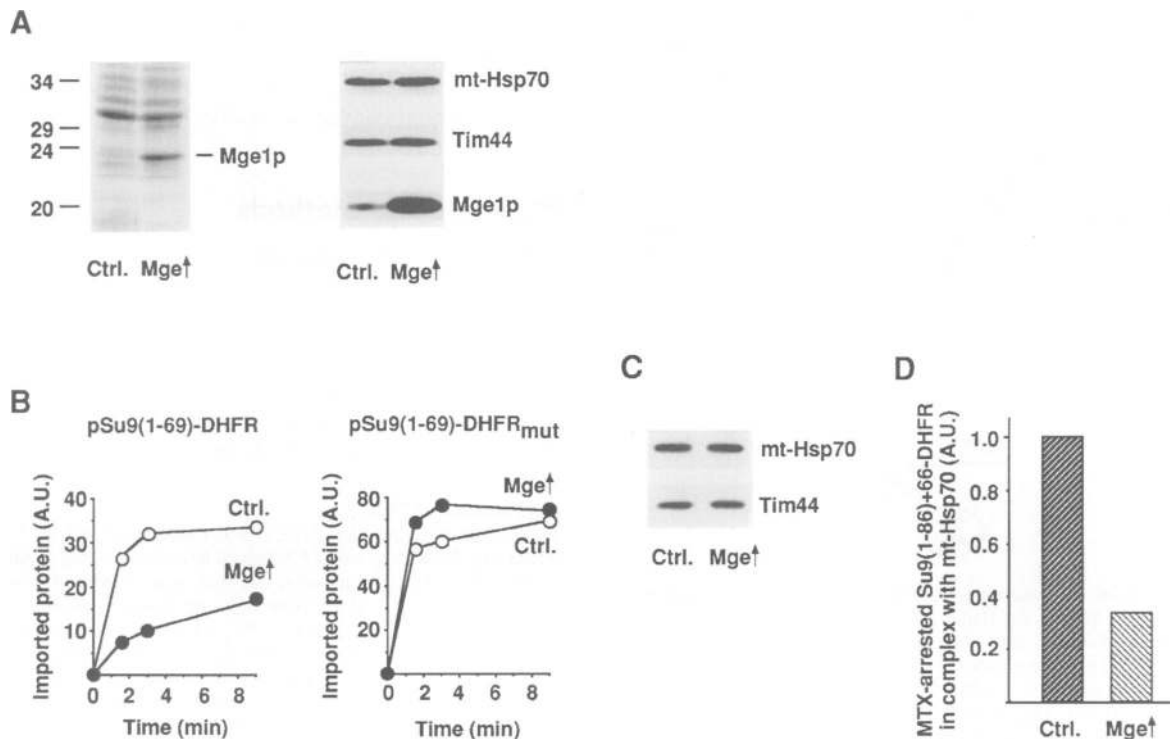 A
34
29
24
20
Mge1p
Ctrl. Mge↑
mt-Hsp70
Tim44
Mge1p
Ctrl. Mge↑
B
pSu9(1-69)-DHFR
Imported protein (A.U.)
40
30
20
10
Ctrl.
Mge↑
0 2 4 6 8
Time (min)
pSu9(1-69)-DHFRmut
Imported protein (A.U.)
80
60
40
20
Mge↑
Ctrl.
0 2 4 6 8
Time (min)
C
mt-Hsp70
Tim44
Ctrl. Mge↑
D
MTX-arrested Su9(1-86)+66-DHFR
in complex with mt-Hsp70 (A.U.)
1.0
0.8
0.6
0.4
0.2
Ctrl. Mge↑